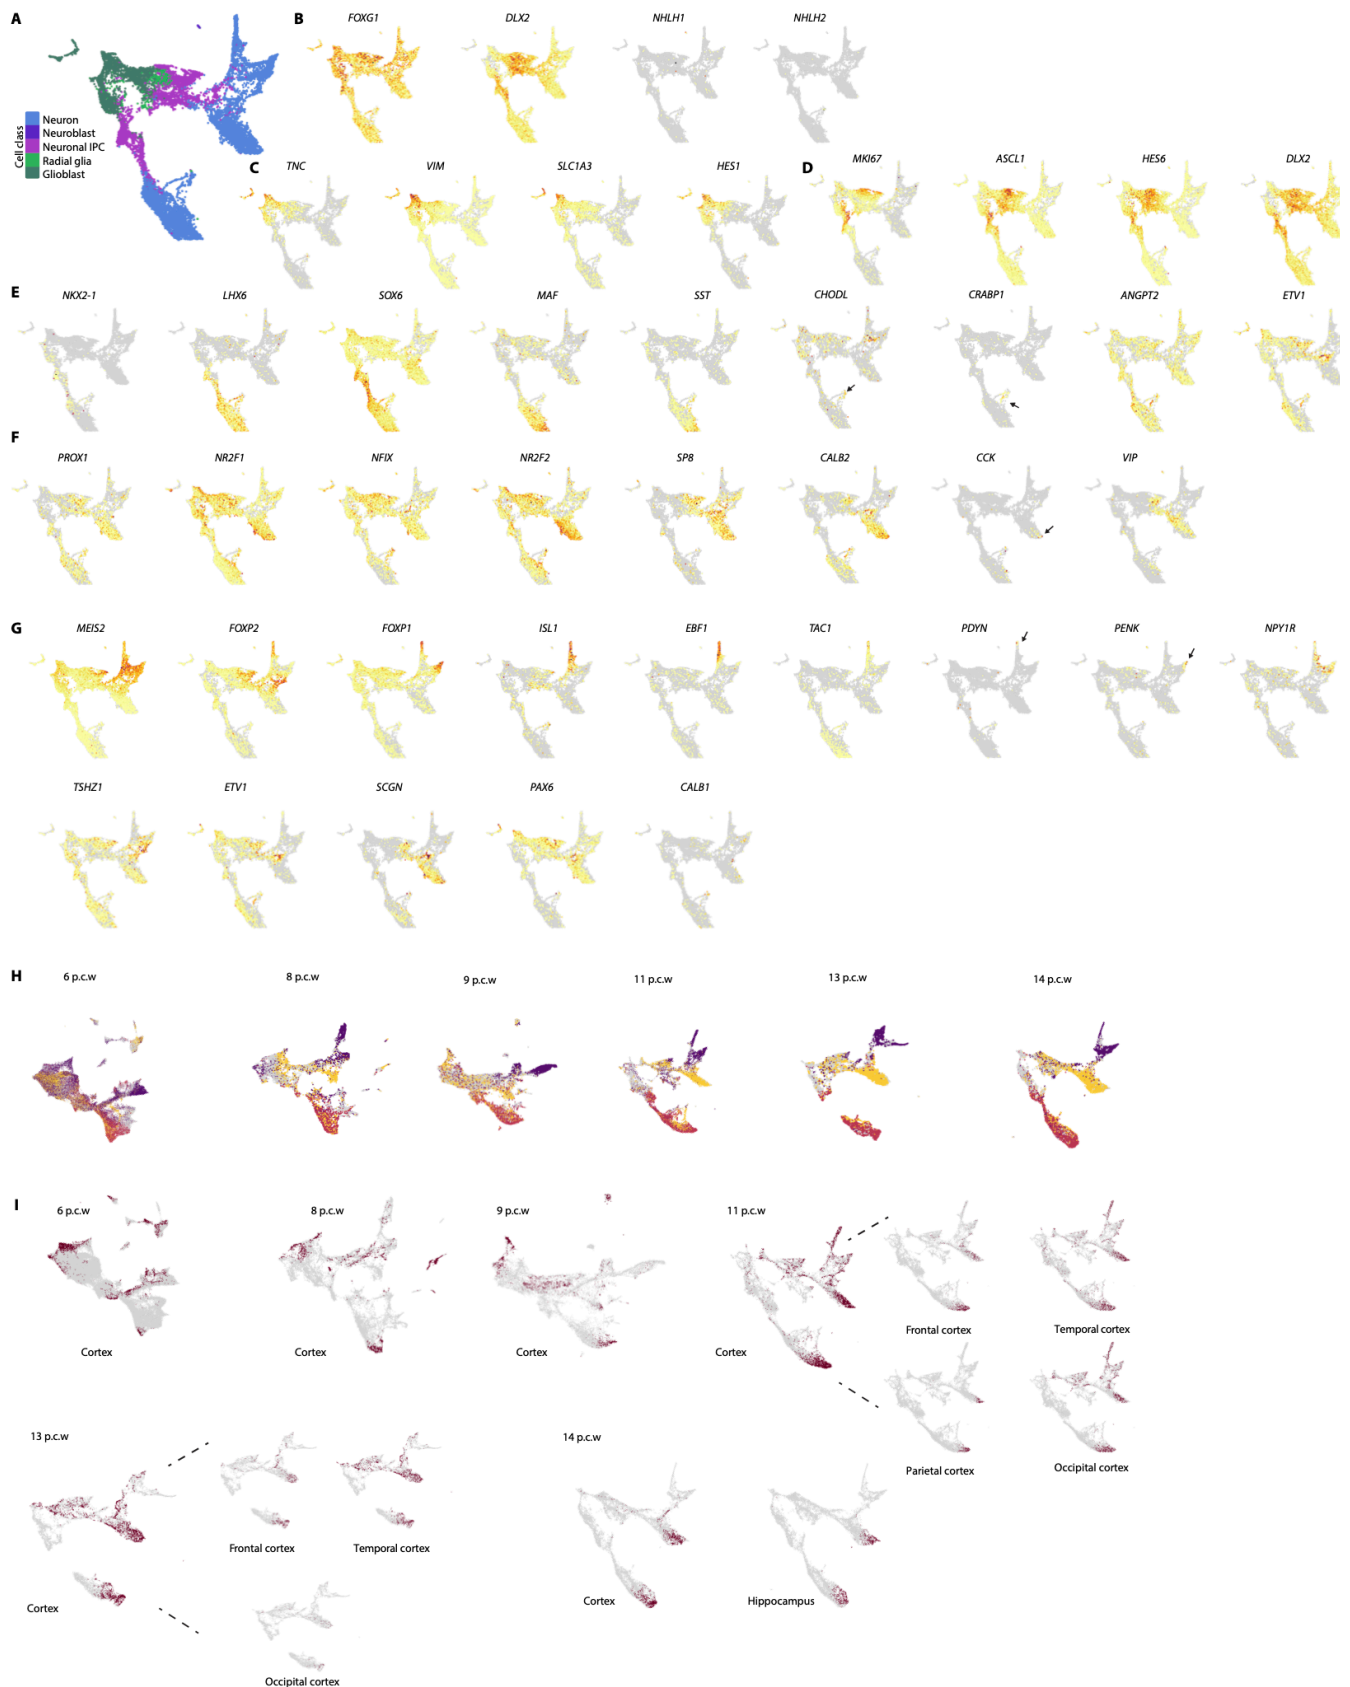 A
Cell class
Neuron
Neuroblast
Neuronal IPC
Radial glia
Glioblast
B
FOXG1 DLX2 NHLH1 NHLH2
C
TNC VIM SLC1A3 HES1
D
MKI67 ASCL1 HES6 DLX2
E
NKX2-1 LHX6 SOX6 MAF SST CHODL CRABP1 ANGPT2 ETV1
F
PROX1 NR2F1 NFIX NR2F2 SP8 CALB2 CCK VIP
G
MEIS2 FOXP2 FOXP1 ISL1 EBF1 TAC1 PDYN PENK NPY1R
TSHZ1 ETV1 SCGN PAX6 CALB1
H
6 p.c.w 8 p.c.w 9 p.c.w 11 p.c.w 13 p.c.w 14 p.c.w
I
6 p.c.w 8 p.c.w 9 p.c.w 11 p.c.w
Cortex Cortex Cortex Cortex
Frontal cortex Temporal cortex
Parietal cortex Occipital cortex
13 p.c.w 14 p.c.w
Frontal cortex Temporal cortex
Cortex Cortex Hippocampus
Occipital cortex